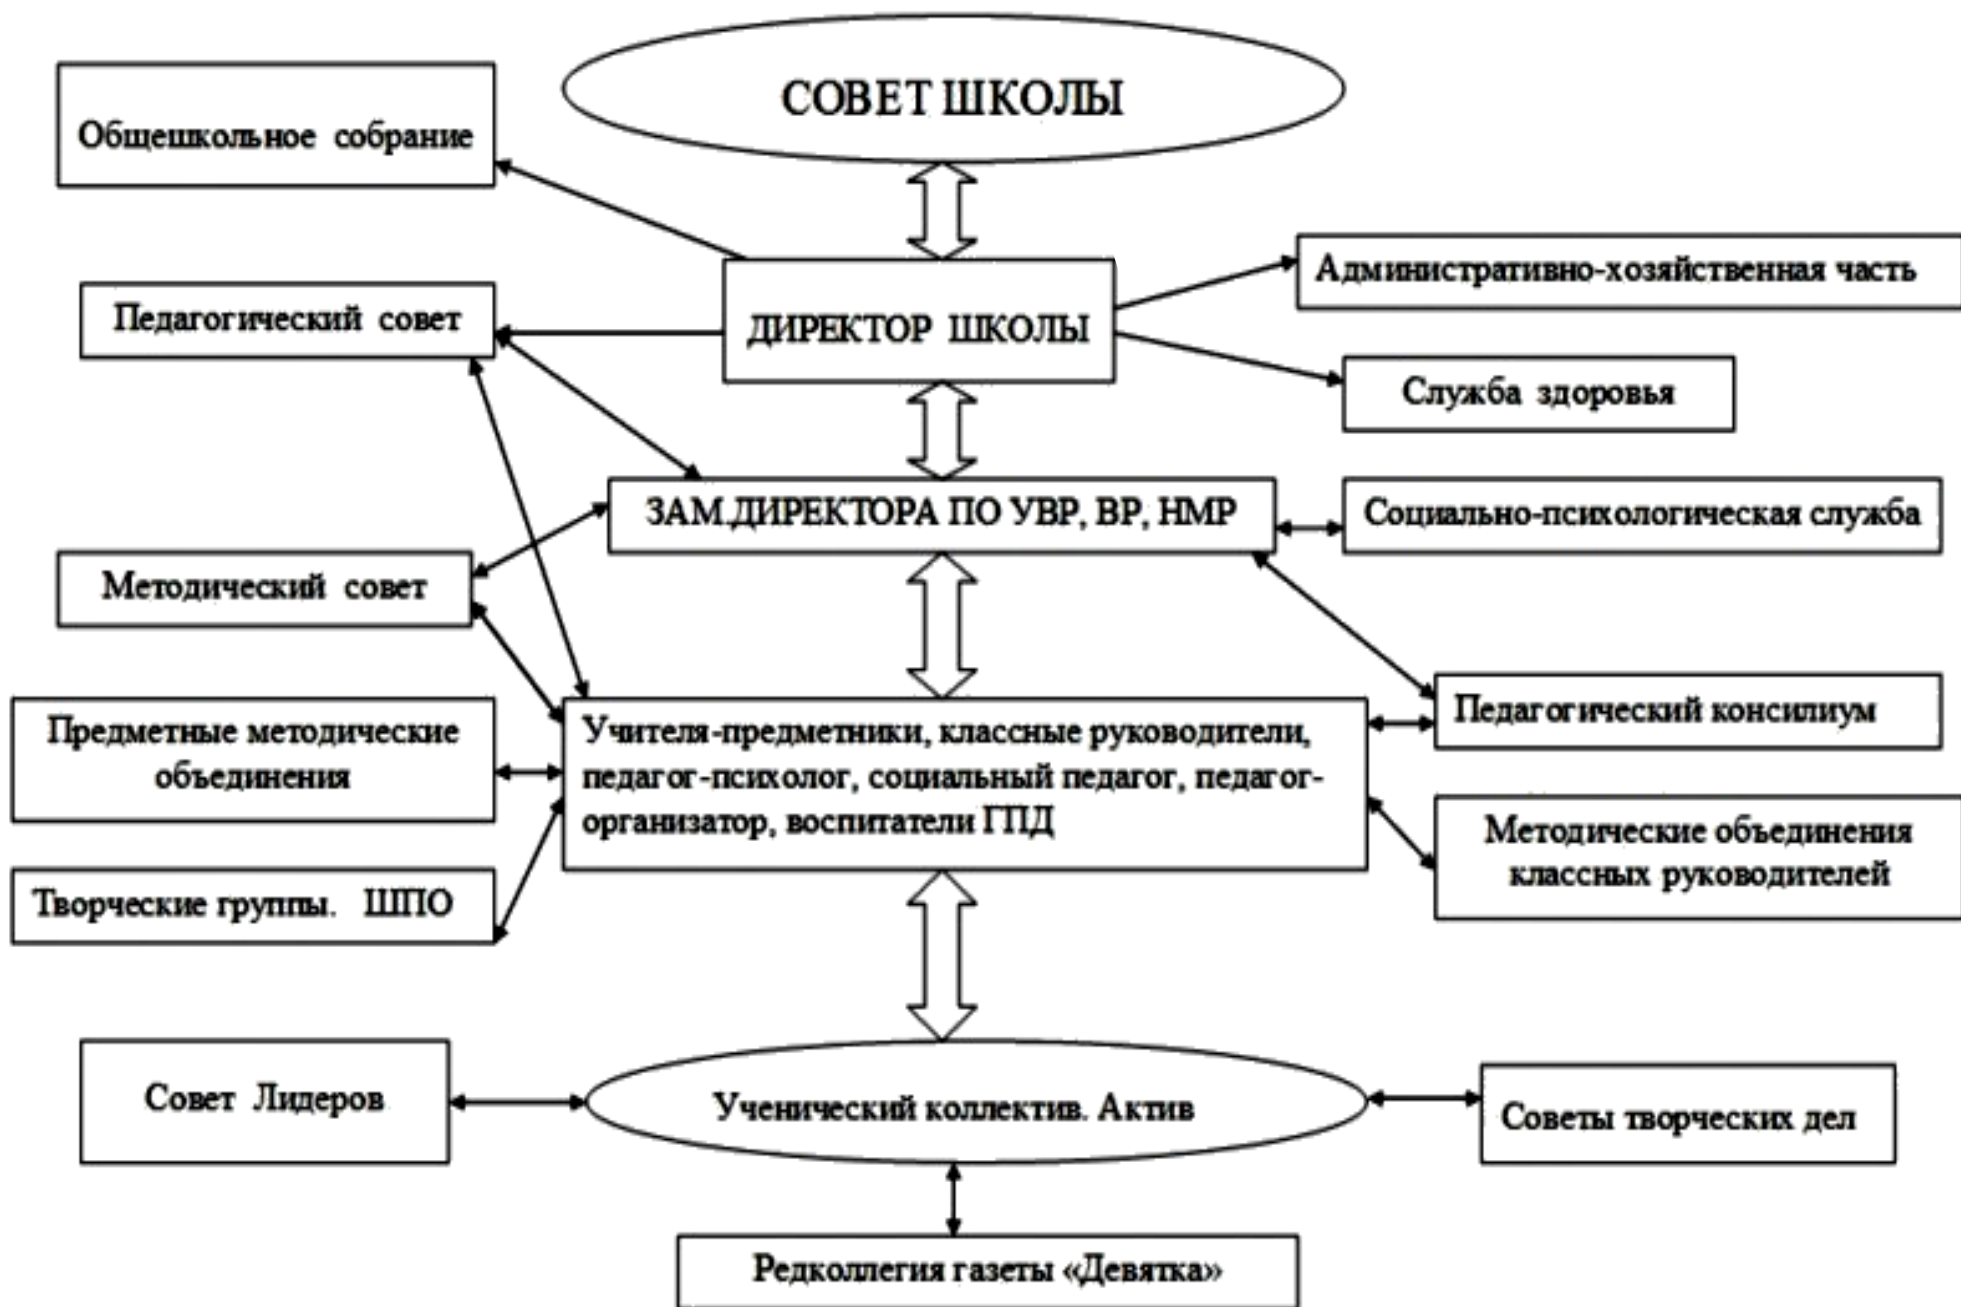 СОВЕТ ШКОЛЫ
Общешкольное собрание
Административно-хозяйственная часть
Педагогический совет
ДИРЕКТОР ШКОЛЫ
Служба здоровья
ЗАМ.ДИРЕКТОРА ПО УВР, ВР, НМР
Социально-психологическая служба
Методический совет
Предметные методические
объединения
Учителя-предметники, классные руководители,
педагог-психолог, социальный педагог, педагог-
организатор, воспитатели ГПД
Педагогический консилиум
Методические объединения
классных руководителей
Творческие группы. ШПО
Совет Лидеров
Ученический коллектив. Актив
Советы творческих дел
Редколлегия газеты «Девятка»